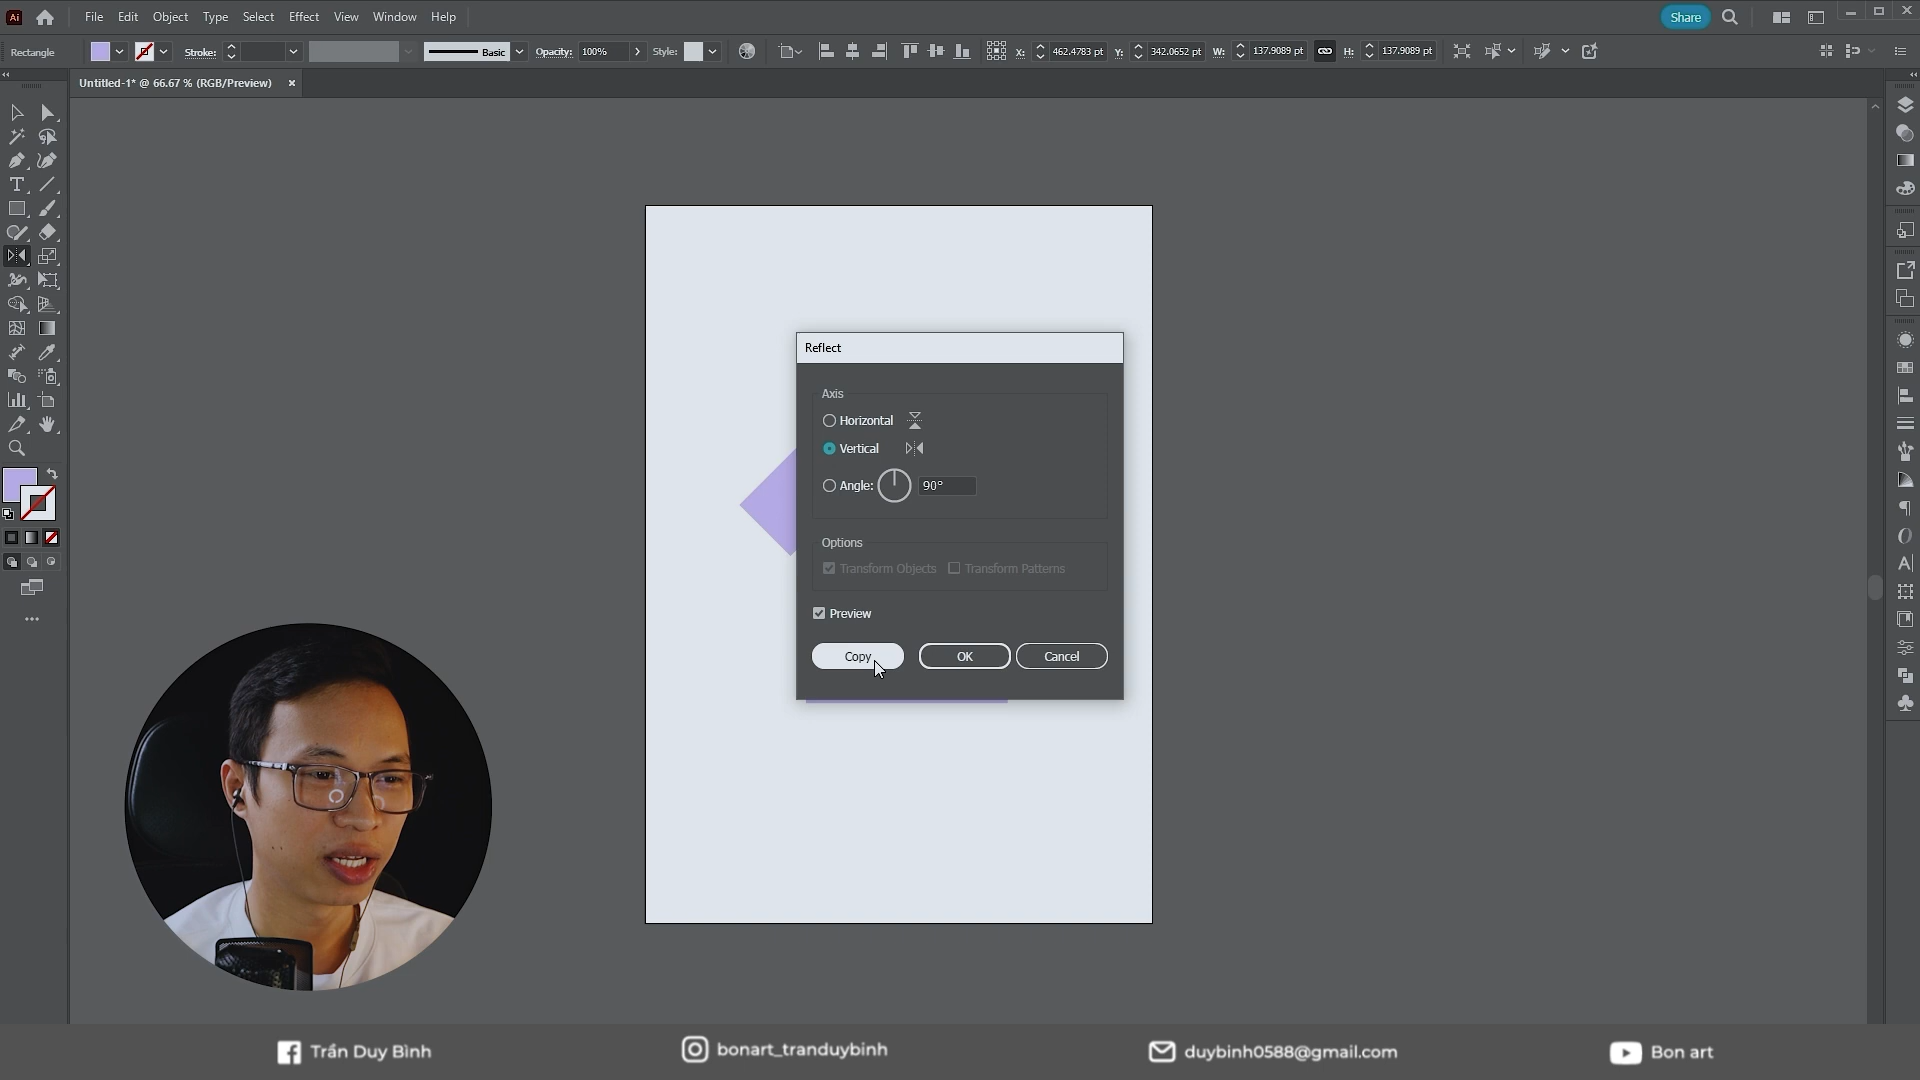 File Edit Object Type Select Effect View Window Help
Share
Rectangle
Stroke:
Basic
Opacity: 100%
Style:
X: 462.4783 pt Y: 342.0652 pt W: 137.9089 pt H: 137.9089 pt
Untitled-1* @ 66.67 % (RGB/Preview) ×
Reflect
Axis
Horizontal
Vertical
Angle: 90°
Options
Transform Objects Transform Patterns
Preview
Copy OK Cancel
Trần Duy Bình
bonart_tranduybinh
duybinh0588@gmail.com
Bon art